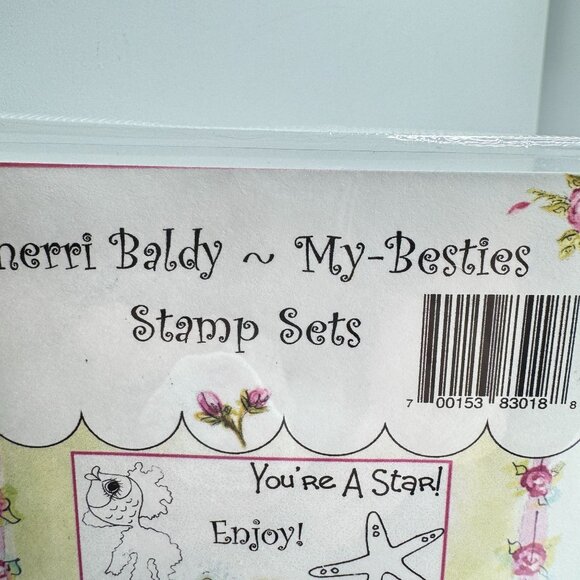 herri Baldy ~ My-Besties
Stamp Sets
7 00153 83018 8
You're A Star!
Enjoy!